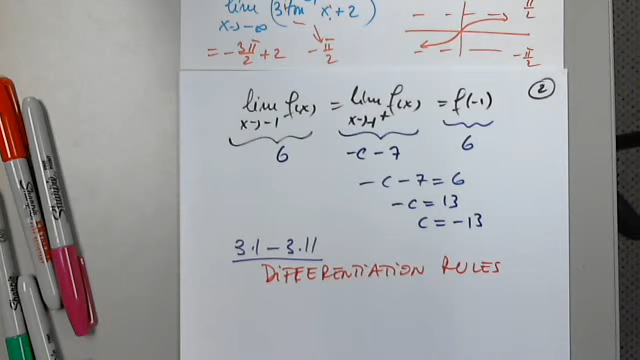 lim (3 tan⁻¹ x + 2)
x→-∞
= -3π/2 + 2 -π/2
π/2
-π/2
②
lim f(x) = lim f(x) = f(-1)
x→-1⁻ x→-1⁺
6 -c-7 6
-c-7=6
-c=13
c=-13
3.1-3.11
DIFFERENTIATION RULES
Sharpie
Sharpie